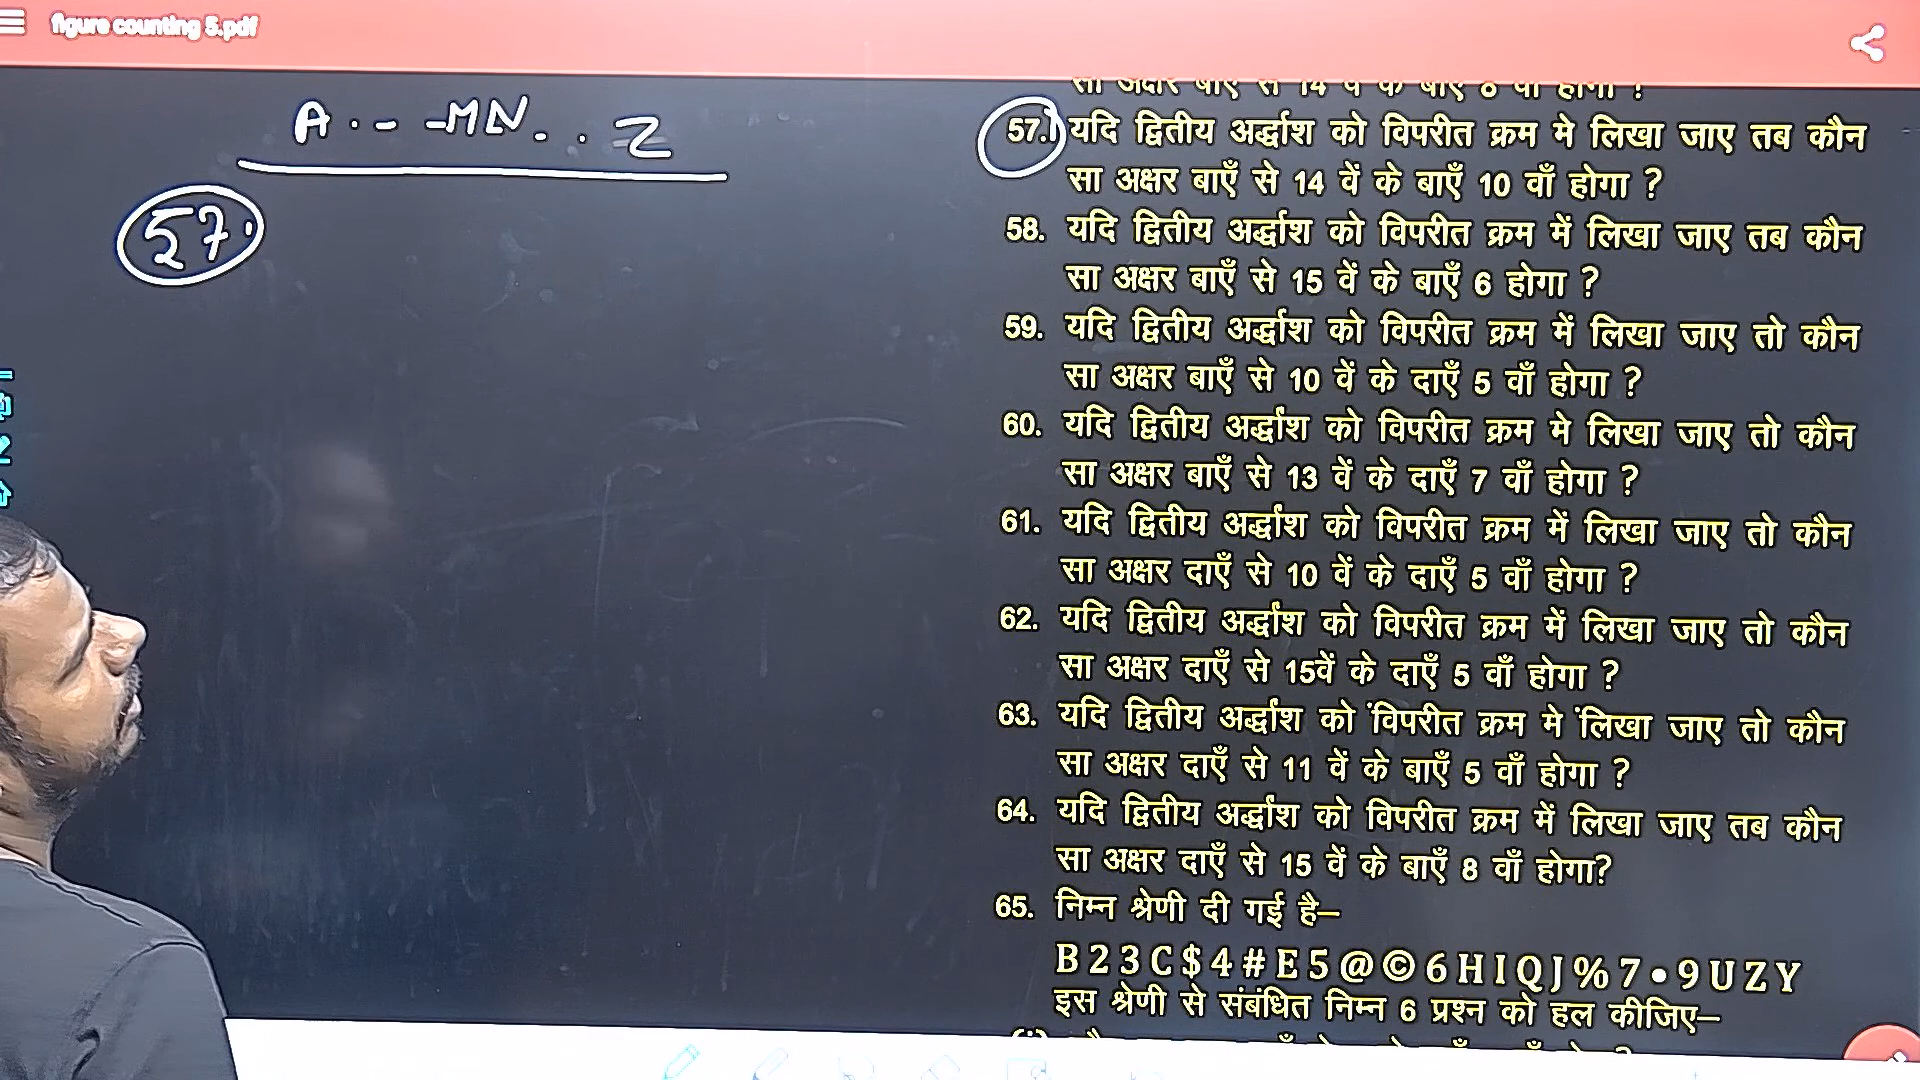 figure counting 5.pdf
A . - - MN - . . Z
57.
57. यदि द्वितीय अर्द्धाश को विपरीत क्रम मे लिखा जाए तब कौन
सा अक्षर बाएँ से 14 वें के बाएँ 10 वाँ होगा ?
58. यदि द्वितीय अर्द्धाश को विपरीत क्रम में लिखा जाए तब कौन
सा अक्षर बाएँ से 15 वें के बाएँ 6 होगा ?
59. यदि द्वितीय अर्द्धाश को विपरीत क्रम में लिखा जाए तो कौन
सा अक्षर बाएँ से 10 वें के दाएँ 5 वाँ होगा ?
60. यदि द्वितीय अर्द्धांश को विपरीत क्रम मे लिखा जाए तो कौन
सा अक्षर बाएँ से 13 वें के दाएँ 7 वाँ होगा ?
61. यदि द्वितीय अर्द्धांश को विपरीत क्रम में लिखा जाए तो कौन
सा अक्षर दाएँ से 10 वें के दाएँ 5 वाँ होगा ?
62. यदि द्वितीय अर्द्धांश को विपरीत क्रम में लिखा जाए तो कौन
सा अक्षर दाएँ से 15वें के दाएँ 5 वाँ होगा ?
63. यदि द्वितीय अर्द्धांश को विंपरीत क्रम मे लिंखा जाए तो कौन
सा अक्षर दाएँ से 11 वें के बाएँ 5 वाँ होगा ?
64. यदि द्वितीय अर्द्धांश को विपरीत क्रम में लिखा जाए तब कौन
सा अक्षर दाएँ से 15 वें के बाएँ 8 वाँ होगा?
65. निम्न श्रेणी दी गई है–
B 2 3 C $ 4 # E 5 @ © 6 H I Q J % 7 • 9 U Z Y
इस श्रेणी से संबंधित निम्न 6 प्रश्न को हल कीजिए–